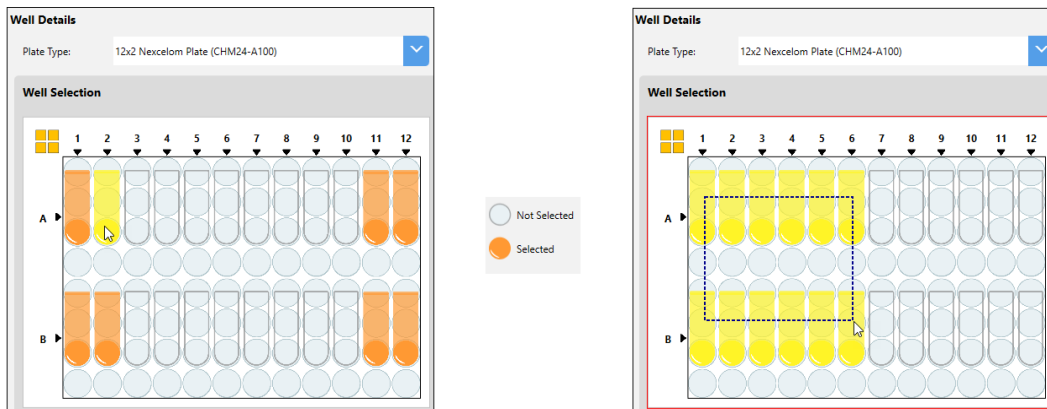 Well Details
Plate Type: 12x2 Nexcelom Plate (CHM24-A100)
Well Selection
1 2 3 4 5 6 7 8 9 10 11 12
A
B
Not Selected
Selected
Well Details
Plate Type: 12x2 Nexcelom Plate (CHM24-A100)
Well Selection
1 2 3 4 5 6 7 8 9 10 11 12
A
B